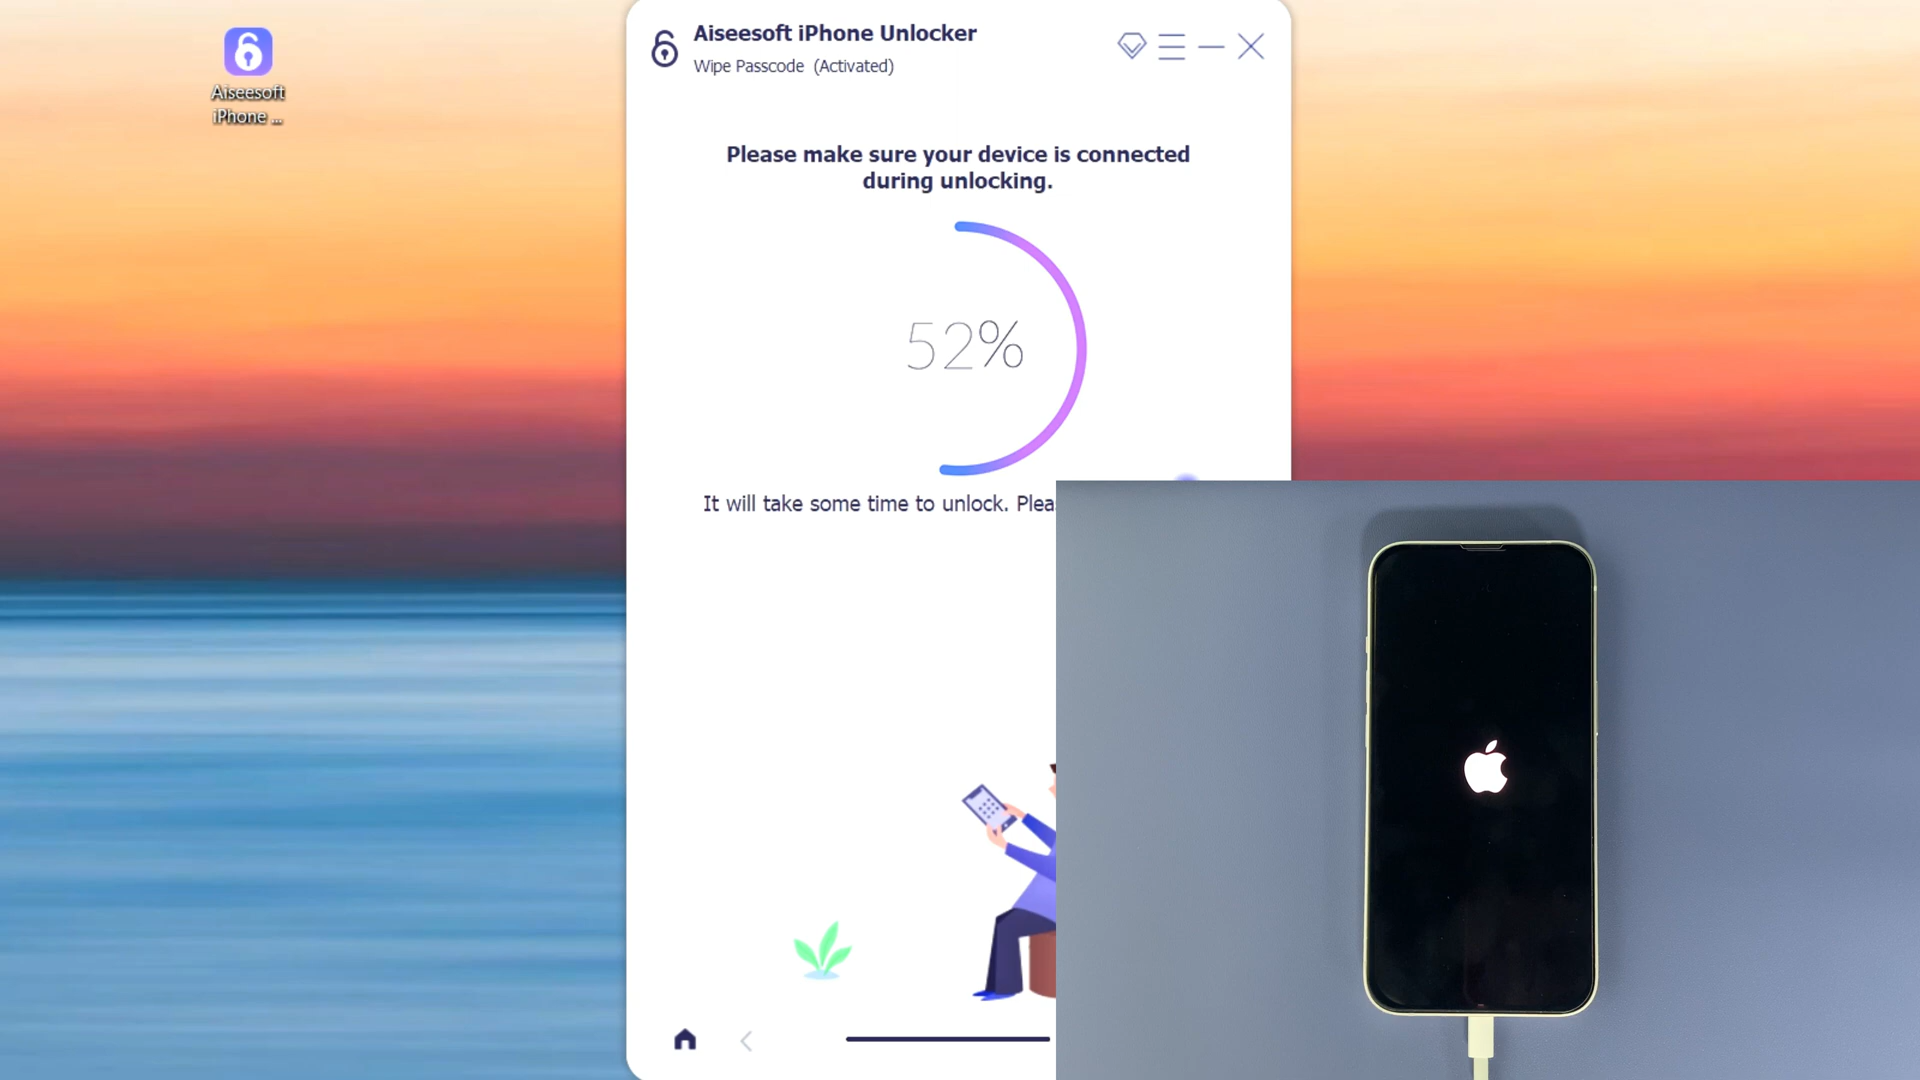 Aiseesoft
iPhone ...
Aiseesoft iPhone Unlocker
Wipe Passcode (Activated)
Please make sure your device is connected
during unlocking.
52%
It will take some time to unlock. Plea